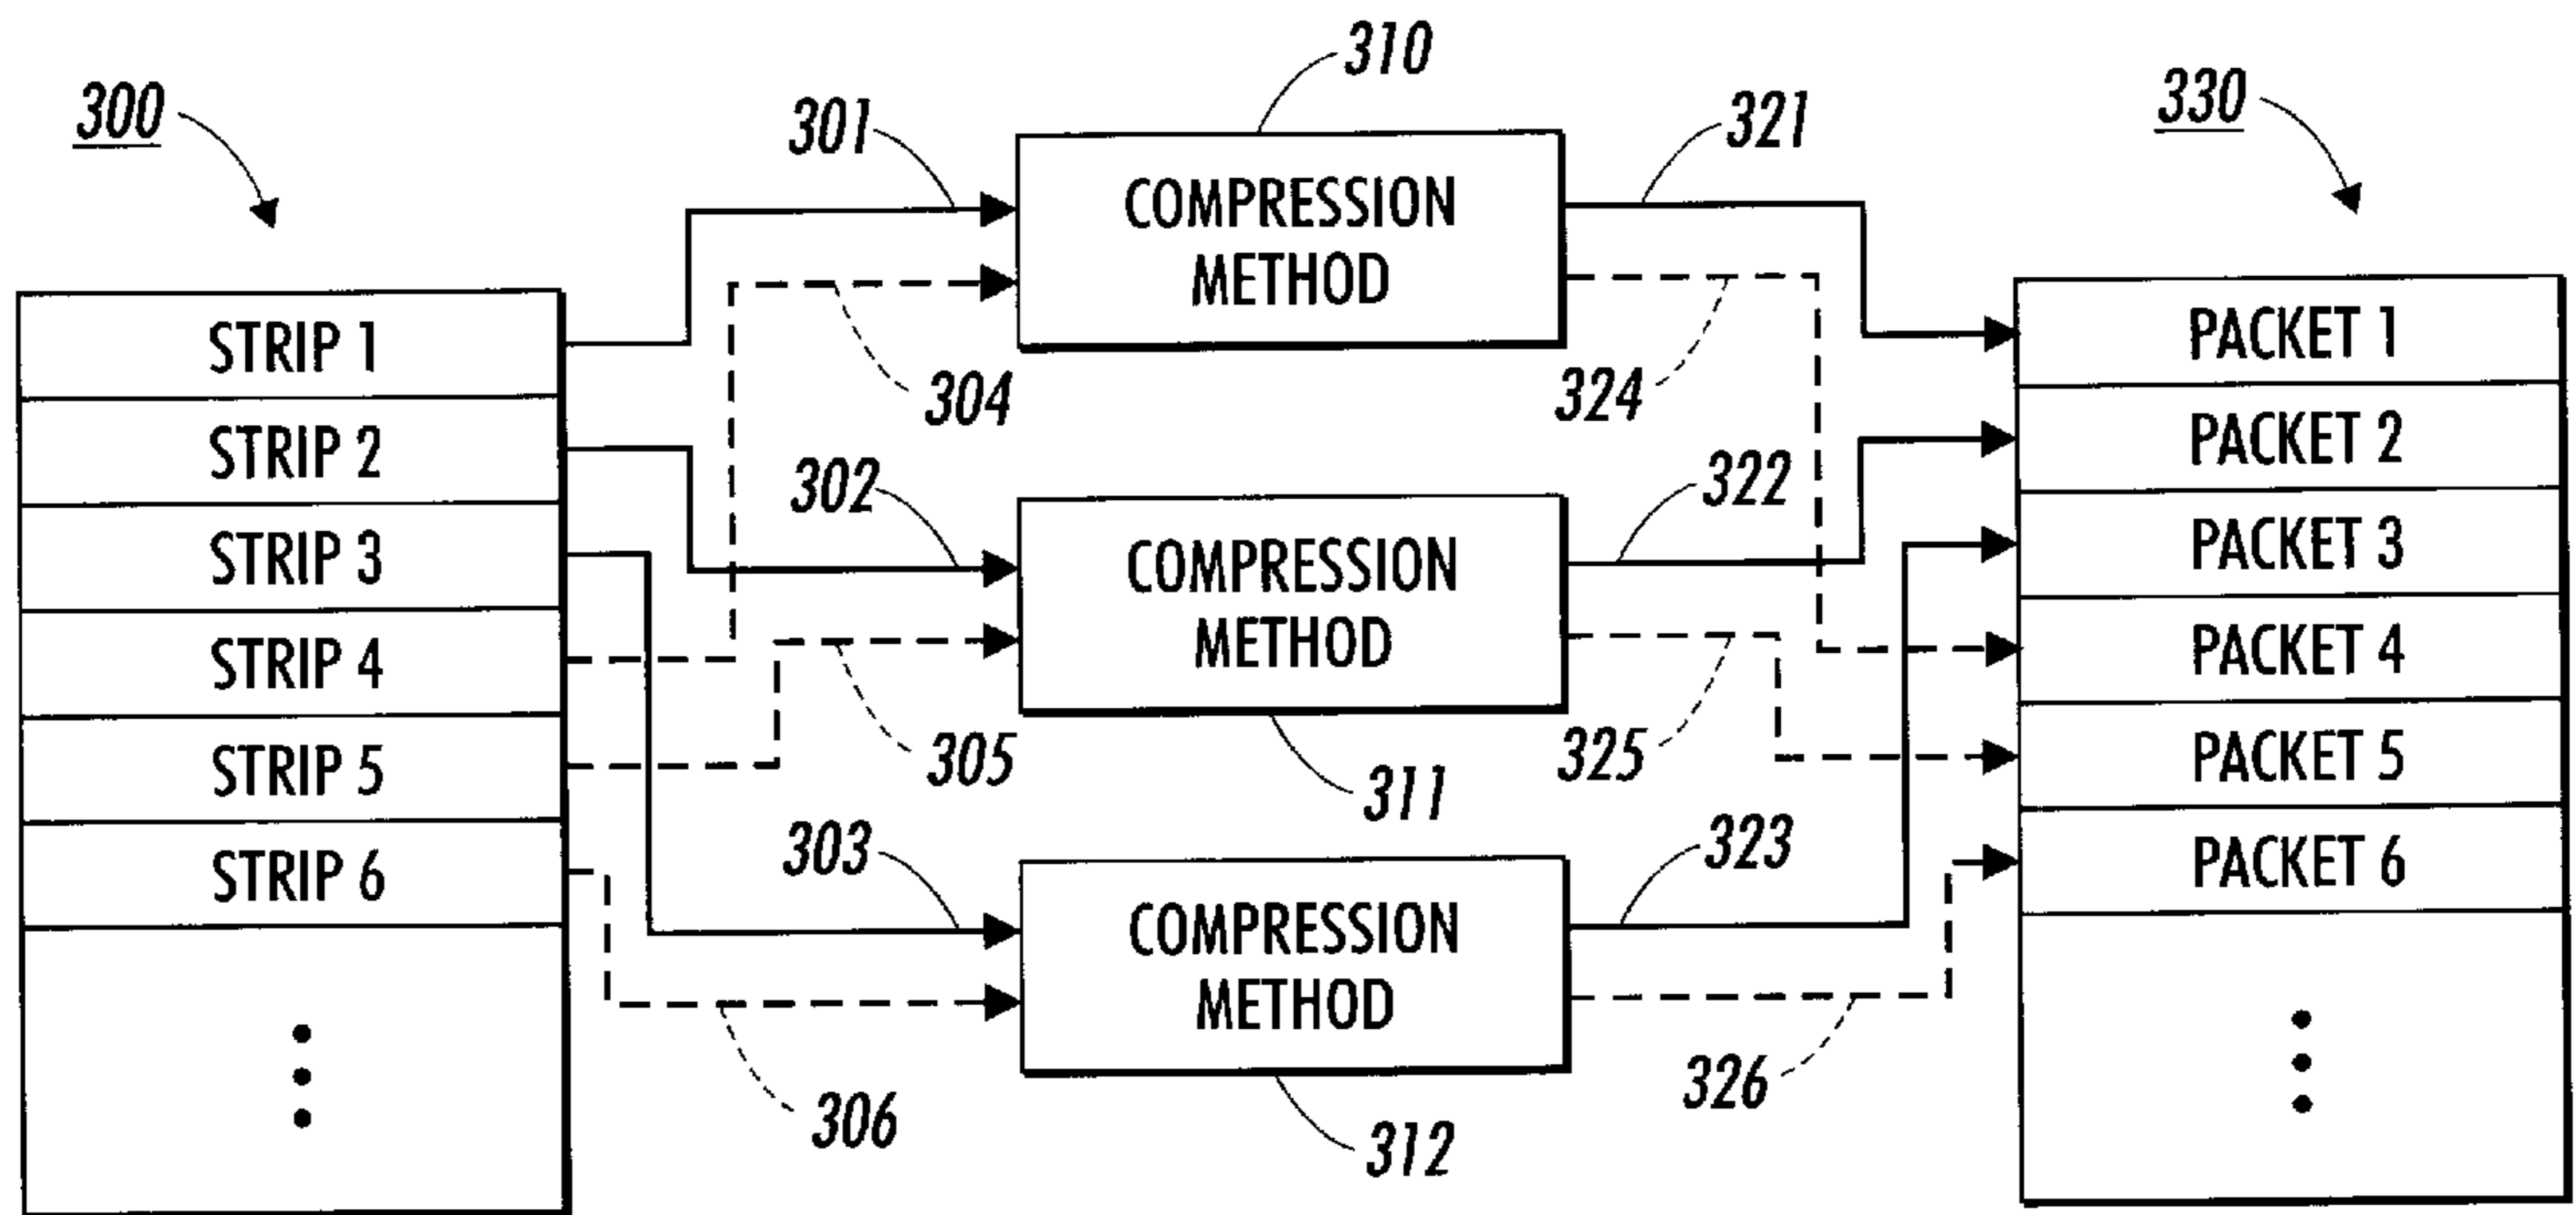 300
STRIP 1
STRIP 2
STRIP 3
STRIP 4
STRIP 5
STRIP 6
301
304
302
305
303
306
310
COMPRESSION
METHOD
COMPRESSION
METHOD
311
COMPRESSION
METHOD
312
321
324
322
325
323
326
330
PACKET 1
PACKET 2
PACKET 3
PACKET 4
PACKET 5
PACKET 6